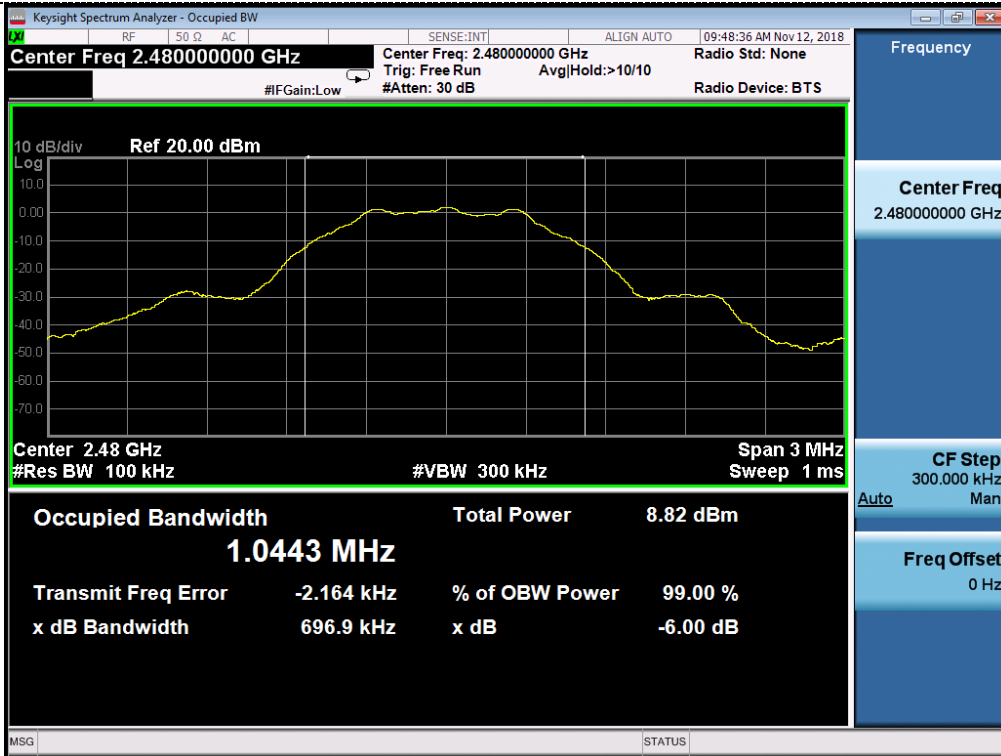 Keysight Spectrum Analyzer - Occupied BW
LXI RF 50 Ω AC SENSE:INT ALIGN AUTO 09:48:36 AM Nov 12, 2018
Center Freq 2.480000000 GHz
#IFGain:Low
Center Freq: 2.480000000 GHz
Trig: Free Run Avg|Hold:>10/10
#Atten: 30 dB
Radio Std: None
Radio Device: BTS
10 dB/div Ref 20.00 dBm
Log
10.0
0.00
-10.0
-20.0
-30.0
-40.0
-50.0
-60.0
-70.0
Center 2.48 GHz Span 3 MHz
#Res BW 100 kHz #VBW 300 kHz Sweep 1 ms
Occupied Bandwidth Total Power 8.82 dBm
1.0443 MHz
Transmit Freq Error -2.164 kHz % of OBW Power 99.00 %
x dB Bandwidth 696.9 kHz x dB -6.00 dB
MSG STATUS
Frequency
Center Freq
2.480000000 GHz
CF Step
300.000 kHz
Auto Man
Freq Offset
0 Hz